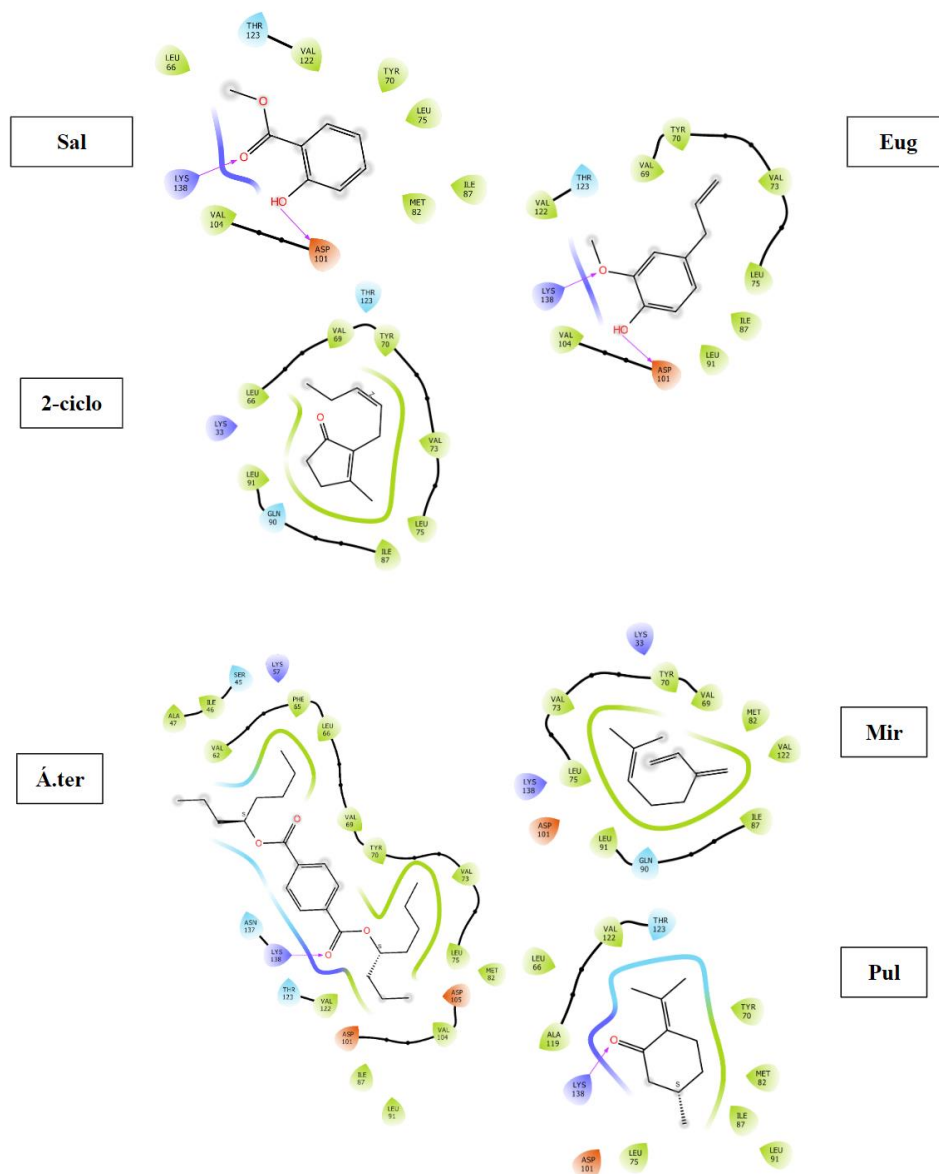 THR
123
VAL
122
LEU
66
TYR
70
LEU
75
Sal
O
O
HO
LYS
138
ILE
87
MET
82
VAL
104
ASP
101
Eug
TYR
70
VAL
69
THR
123
VAL
73
VAL
122
O
HO
LYS
138
LEU
75
ILE
87
VAL
104
LEU
91
ASP
101
2-ciclo
THR
123
VAL
69
TYR
70
Z
O
LEU
66
LYS
33
VAL
73
LEU
91
GLN
90
LEU
75
ILE
87
Á.ter
LYS
57
SER
45
ILE
46
ALA
47
PHE
65
LEU
66
VAL
62
S
O
O
VAL
69
TYR
70
VAL
73
O
O
S
ASN
137
LYS
138
LEU
75
MET
82
THR
123
VAL
122
ASP
105
VAL
104
ASP
101
ILE
87
LEU
91
Mir
LYS
33
TYR
70
VAL
69
VAL
73
MET
82
VAL
122
LEU
75
LYS
138
ASP
101
ILE
87
LEU
91
GLN
90
Pul
VAL
122
THR
123
LEU
66
TYR
70
ALA
119
O
S
LYS
138
MET
82
ILE
87
LEU
91
LEU
75
ASP
101